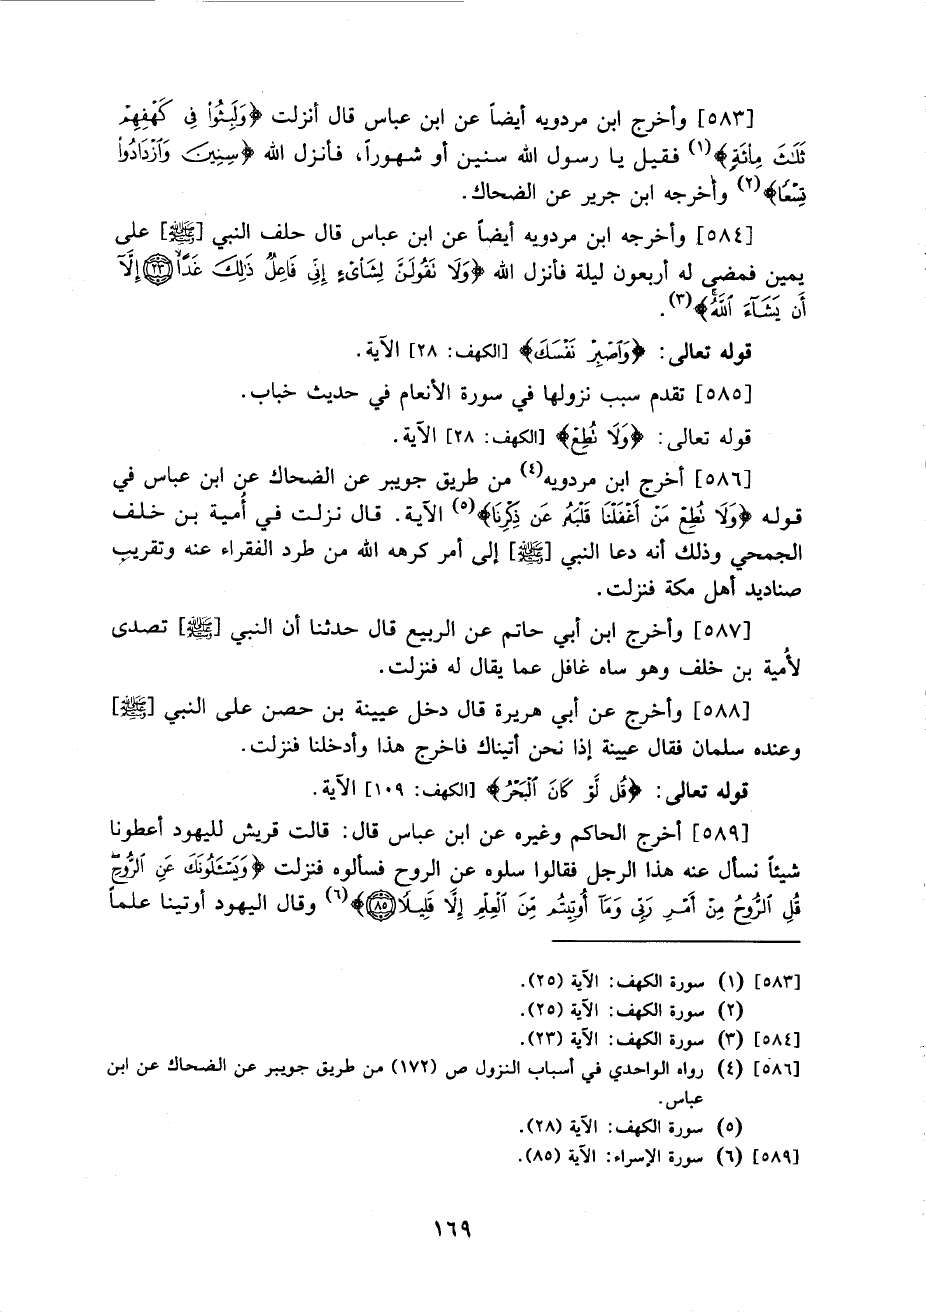 [٥٨٣] وأخرج ابن مردويه أيضاً عن ابن عباس قال أنزلت ﴿وَلَبِثُوا۟ فِى كَهْفِهِمْ
ثَلَٰثَ مِا۟ئَةٍ﴾(١) فقيل يا رسول الله سنين أو شهوراً، فأنزل الله ﴿سِنِينَ وَٱزْدَادُوا۟
تِسْعًا﴾(٢) وأخرجه ابن جرير عن الضحاك.
[٥٨٤] وأخرجه ابن مردويه أيضاً عن ابن عباس قال حلف النبي [ﷺ] على
يمين فمضى له أربعون ليلة فأنزل الله ﴿وَلَا نَقُولَنَّ لِشَا۟ىْءٍ إِنِّى فَاعِلٌ ذَٰلِكَ غَدًا ٢٣ إِلَّآ
أَن يَشَآءَ ٱللَّهُ﴾(٣).
قوله تعالى: ﴿وَٱصْبِرْ نَفْسَكَ﴾ [الكهف: ٢٨] الآية.
[٥٨٥] تقدم سبب نزولها في سورة الأنعام في حديث خباب.
قوله تعالى: ﴿وَلَا نُطِعْ﴾ [الكهف: ٢٨] الآية.
[٥٨٦] أخرج ابن مردويه(٤) من طريق جويبر عن الضحاك عن ابن عباس في
قوله ﴿وَلَا نُطِعْ مَنْ أَغْفَلْنَا قَلْبَهُۥ عَن ذِكْرِنَا﴾(٥) الآية. قال نزلت في أُمية بن خلف
الجمحي وذلك أنه دعا النبي [ﷺ] إلى أمر كرهه الله من طرد الفقراء عنه وتقريب
صناديد أهل مكة فنزلت.
[٥٨٧] وأخرج ابن أبي حاتم عن الربيع قال حدثنا أن النبي [ﷺ] تصدى
لأُمية بن خلف وهو ساه غافل عما يقال له فنزلت.
[٥٨٨] وأخرج عن أبي هريرة قال دخل عيينة بن حصن على النبي [ﷺ]
وعنده سلمان فقال عيينة إذا نحن أتيناك فاخرج هذا وأدخلنا فنزلت.
قوله تعالى: ﴿قُل لَّوْ كَانَ ٱلْبَحْرُ﴾ [الكهف: ١٠٩] الآية.
[٥٨٩] أخرج الحاكم وغيره عن ابن عباس قال: قالت قريش لليهود أعطونا
شيئاً نسأل عنه هذا الرجل فقالوا سلوه عن الروح فسألوه فنزلت ﴿وَيَسْـَٔلُونَكَ عَنِ ٱلرُّوحِ
قُلِ ٱلرُّوحُ مِنْ أَمْرِ رَبِّى وَمَآ أُوتِيتُم مِّنَ ٱلْعِلْمِ إِلَّا قَلِيلًا ٨٥﴾(٦) وقال اليهود أوتينا علماً
[٥٨٣] (١) سورة الكهف: الآية (٢٥).
(٢) سورة الكهف: الآية (٢٥).
[٥٨٤] (٣) سورة الكهف: الآية (٢٣).
[٥٨٦] (٤) رواه الواحدي في أسباب النزول ص (١٧٢) من طريق جويبر عن الضحاك عن ابن
عباس.
(٥) سورة الكهف: الآية (٢٨).
[٥٨٩] (٦) سورة الإسراء: الآية (٨٥).
١٦٩